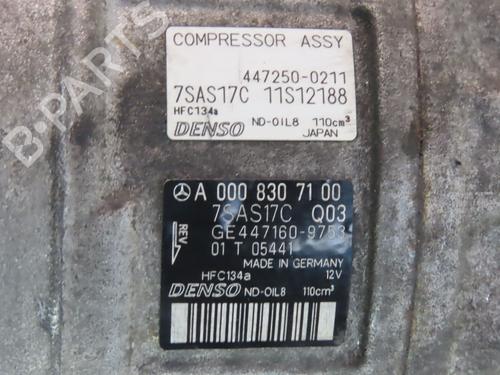 COMPRESSOR ASSY
447250-0211
7SAS17C 11S12188
HFC134a
DENSO ND-OIL8 110cm³
JAPAN
A 000 830 71 00
7SAS17C Q03
REV.
GE447160-9753
01 T 05441
MADE IN GERMANY
HFC134a 12V
DENSO ND-OIL8 110cm³